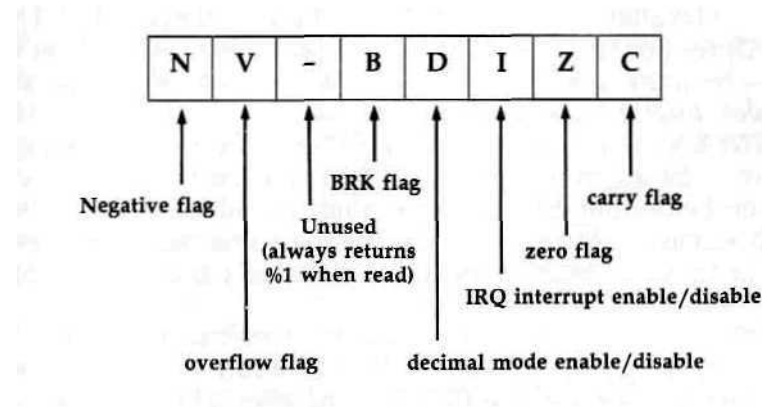 N V - B D I Z C
Negative flag
BRK flag
carry flag
Unused
(always returns
%1 when read)
zero flag
IRQ interrupt enable/disable
overflow flag
decimal mode enable/disable